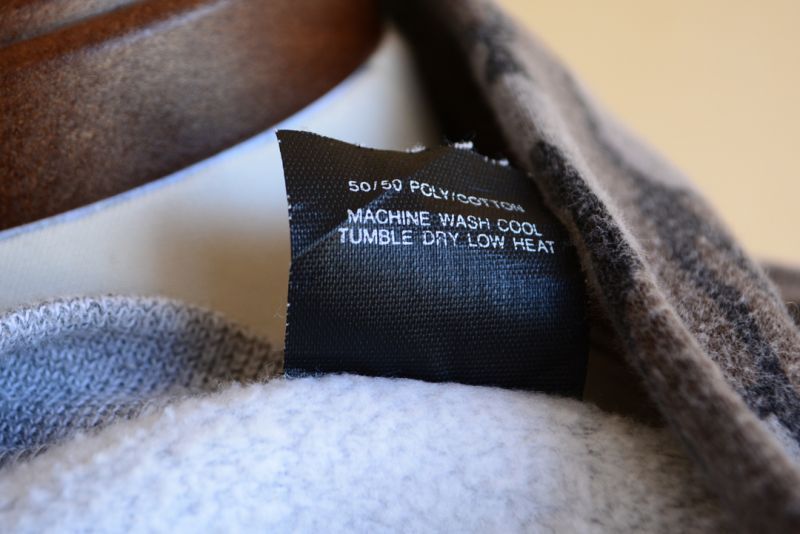 50/50 POLY/COTTON
MACHINE WASH COOL
TUMBLE DRY LOW HEAT